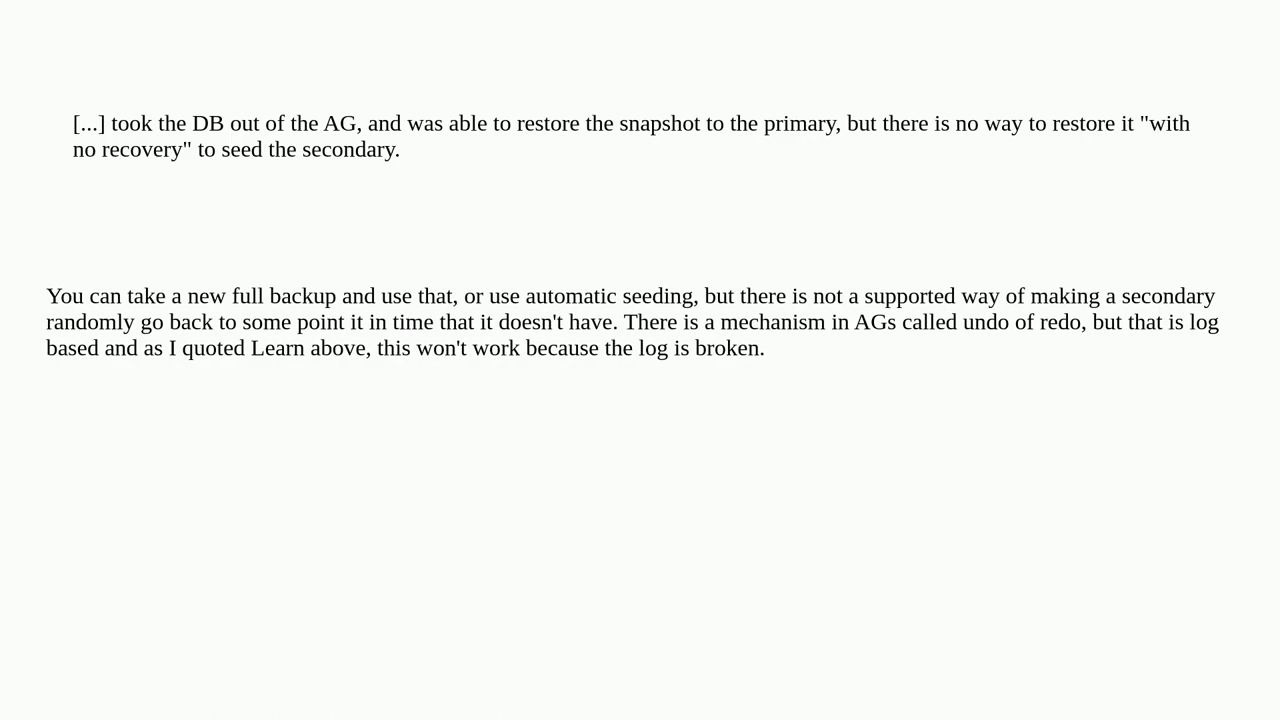 [...] took the DB out of the AG, and was able to restore the snapshot to the primary, but there is no way to restore it "with
no recovery" to seed the secondary.
You can take a new full backup and use that, or use automatic seeding, but there is not a supported way of making a secondary
randomly go back to some point it in time that it doesn't have. There is a mechanism in AGs called undo of redo, but that is log
based and as I quoted Learn above, this won't work because the log is broken.